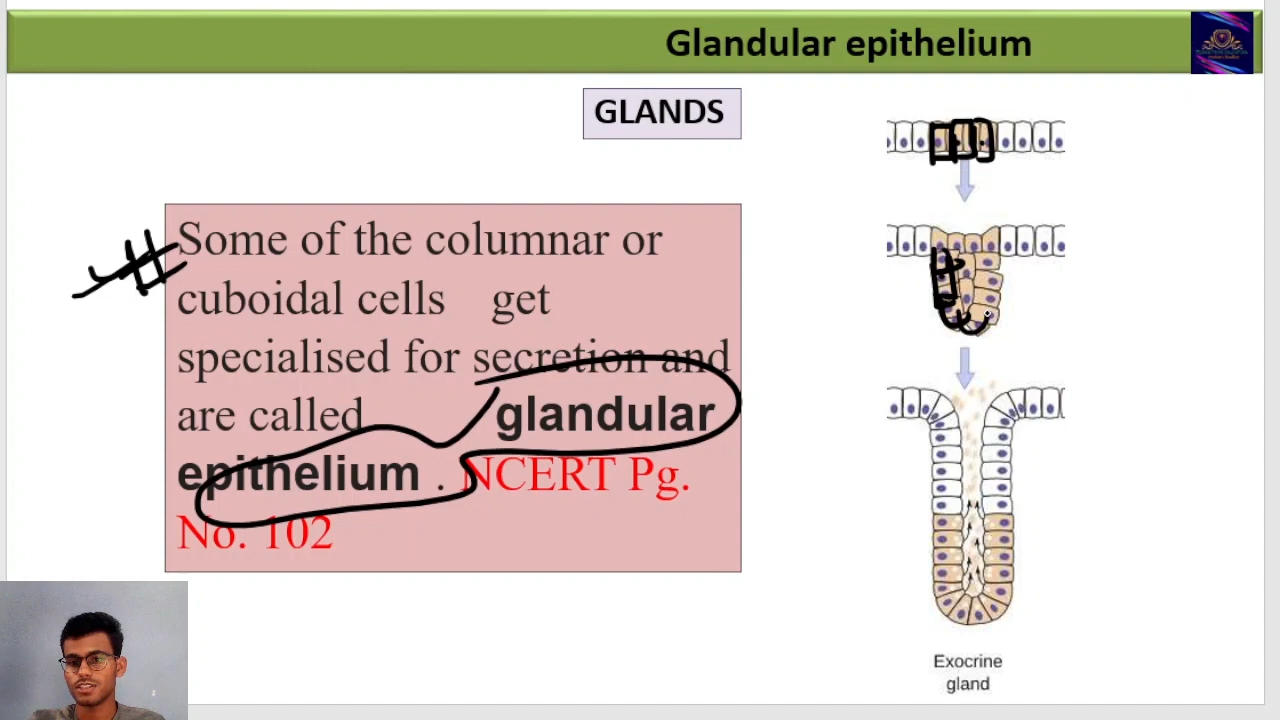 Glandular epithelium
GLANDS
Some of the columnar or
cuboidal cells get
specialised for secretion and
are called glandular
epithelium . NCERT Pg.
No. 102
Exocrine
gland